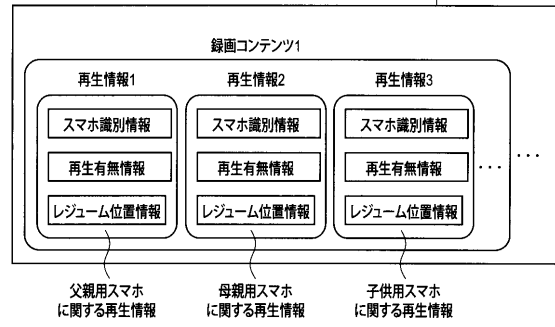 録画コンテンツ1
再生情報1 再生情報2 再生情報3
スマホ識別情報 スマホ識別情報 スマホ識別情報
再生有無情報 再生有無情報 再生有無情報
レジューム位置情報 レジューム位置情報 レジューム位置情報
... ...
父親用スマホ 母親用スマホ 子供用スマホ
に関する再生情報 に関する再生情報 に関する再生情報